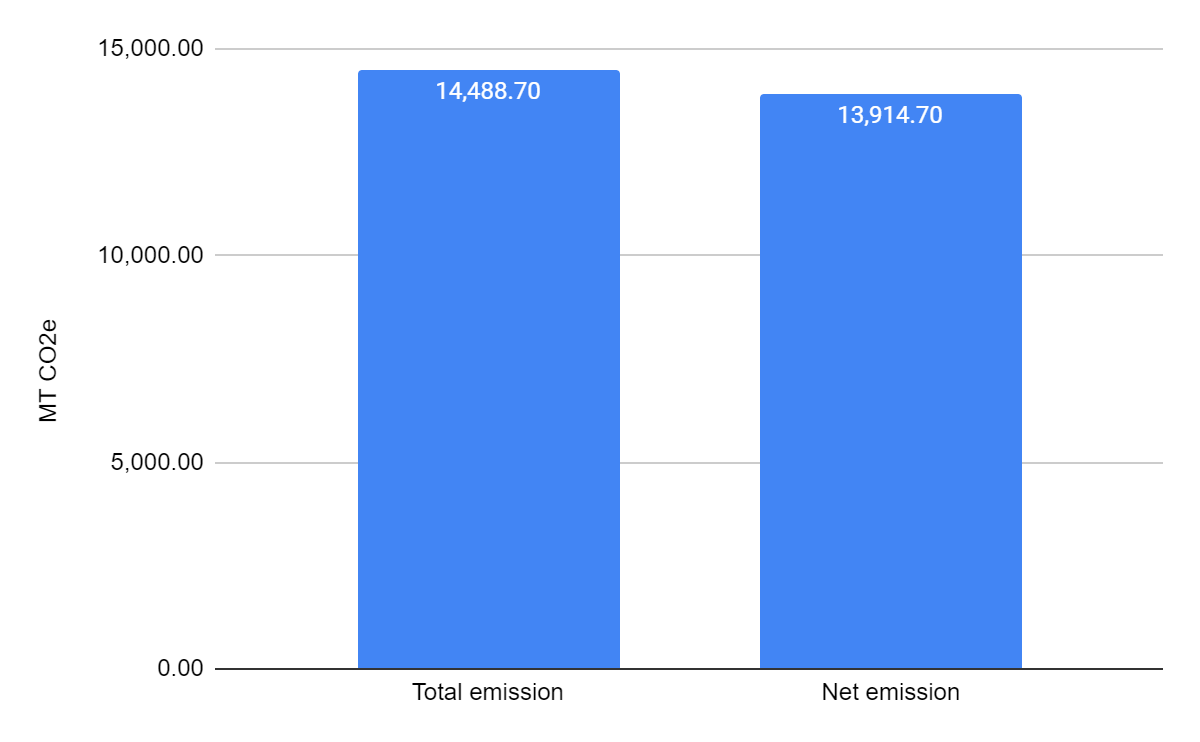 15,000.00
14,488.70
13,914.70
10,000.00
MT CO2e
5,000.00
0.00
Total emission
Net emission